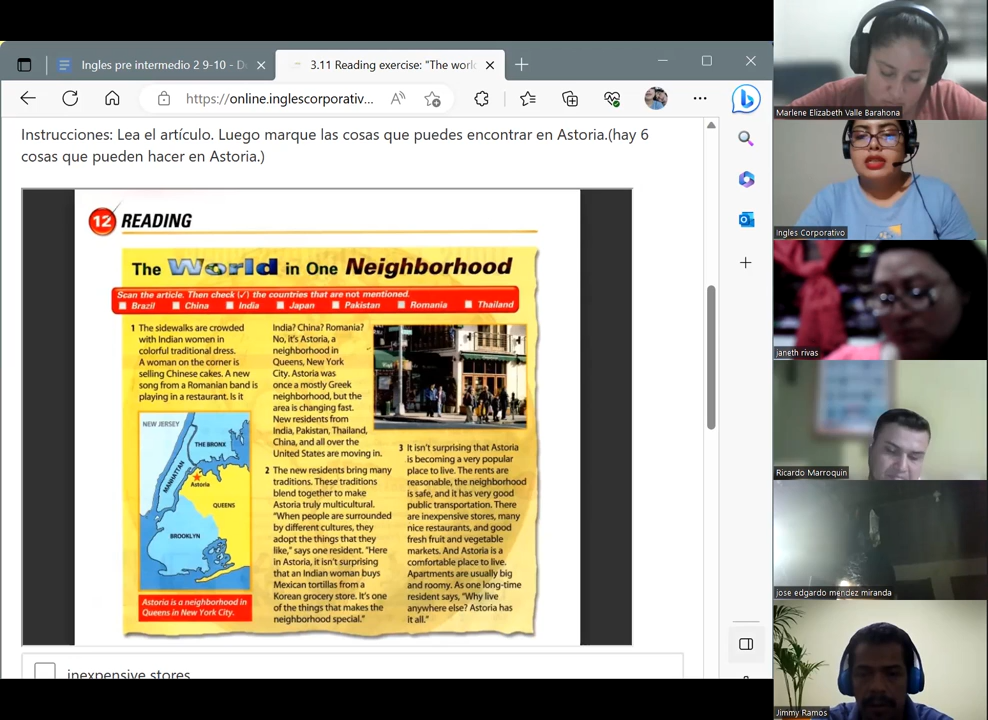 Ingles pre intermedio 2 9-10 - D
3.11 Reading exercise: "The worl
https://online.inglescorporativ...
Instrucciones: Lea el artículo. Luego marque las cosas que puedes encontrar en Astoria.(hay 6
cosas que pueden hacer en Astoria.)
12 READING
The World in One Neighborhood
Scan the article. Then check (✓) the countries that are not mentioned.
Brazil China India Japan Pakistan Romania Thailand
1 The sidewalks are crowded
with Indian women in
colorful traditional dress.
A woman on the corner is
selling Chinese cakes. A new
song from a Romanian band is
playing in a restaurant. Is it
NEW JERSEY
THE BRONX
MANHATTAN
Astoria
QUEENS
BROOKLYN
Astoria is a neighborhood in
Queens in New York City.
India? China? Romania?
No, it's Astoria, a
neighborhood in
Queens, New York
City. Astoria was
once a mostly Greek
neighborhood, but the
area is changing fast.
New residents from
India, Pakistan, Thailand,
China, and all over the
United States are moving in.
2 The new residents bring many
traditions. These traditions
blend together to make
Astoria truly multicultural.
"When people are surrounded
by different cultures, they
adopt the things that they
like," says one resident. "Here
in Astoria, it isn't surprising
that an Indian woman buys
Mexican tortillas from a
Korean grocery store. It's one
of the things that makes the
neighborhood special."
3 It isn't surprising that Astoria
is becoming a very popular
place to live. The rents are
reasonable, the neighborhood
is safe, and it has very good
public transportation. There
are inexpensive stores, many
nice restaurants, and good
fresh fruit and vegetable
markets. And Astoria is a
comfortable place to live.
Apartments are usually big
and roomy. As one long-time
resident says, "Why live
anywhere else? Astoria has
it all."
inexpensive stores
Marlene Elizabeth Valle Barahona
Ingles Corporativo
janeth rivas
Ricardo Marroquin
jose edgardo mendez miranda
Jimmy Ramos